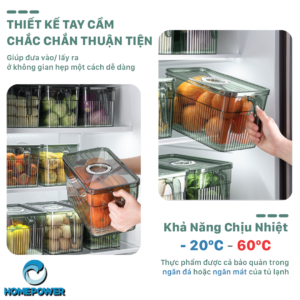 THIẾT KẾ TAY CẦM
CHẮC CHẮN THUẬN TIỆN
Giúp đưa vào/ lấy ra
ở không gian hẹp một cách dễ dàng
Khả Năng Chịu Nhiệt
- 20°C - 60°C
Thực phẩm được cả bảo quản trong
ngăn đá hoặc ngăn mát của tủ lạnh
HOMEPOWER